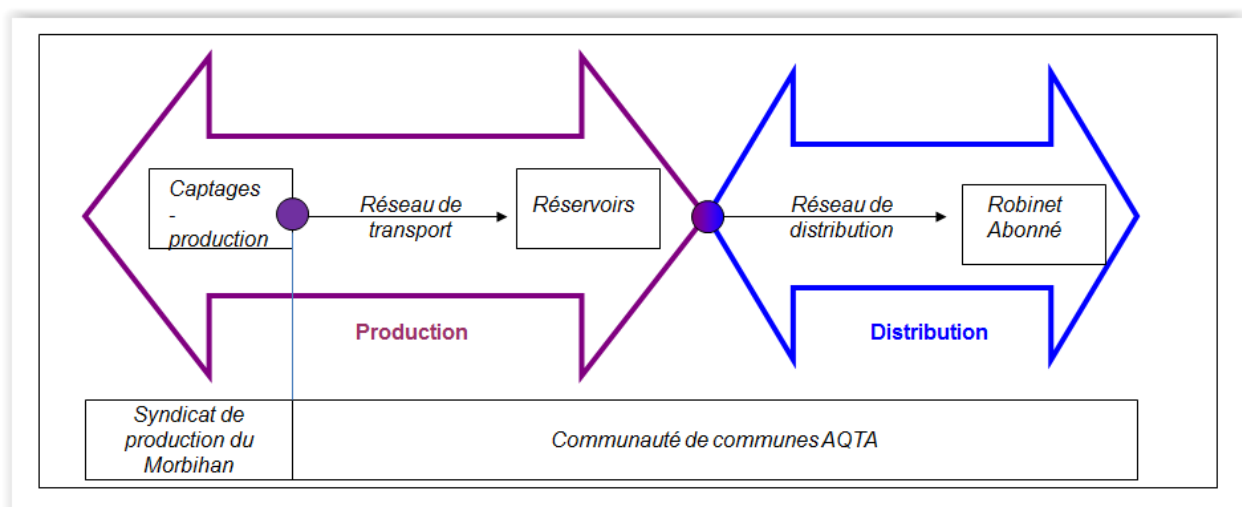 Captages
-
production
Réseau de
transport
Réservoirs
Réseau de
distribution
Robinet
Abonné
Production
Distribution
Syndicat de
production du
Morbihan
Communauté de communes AQTA